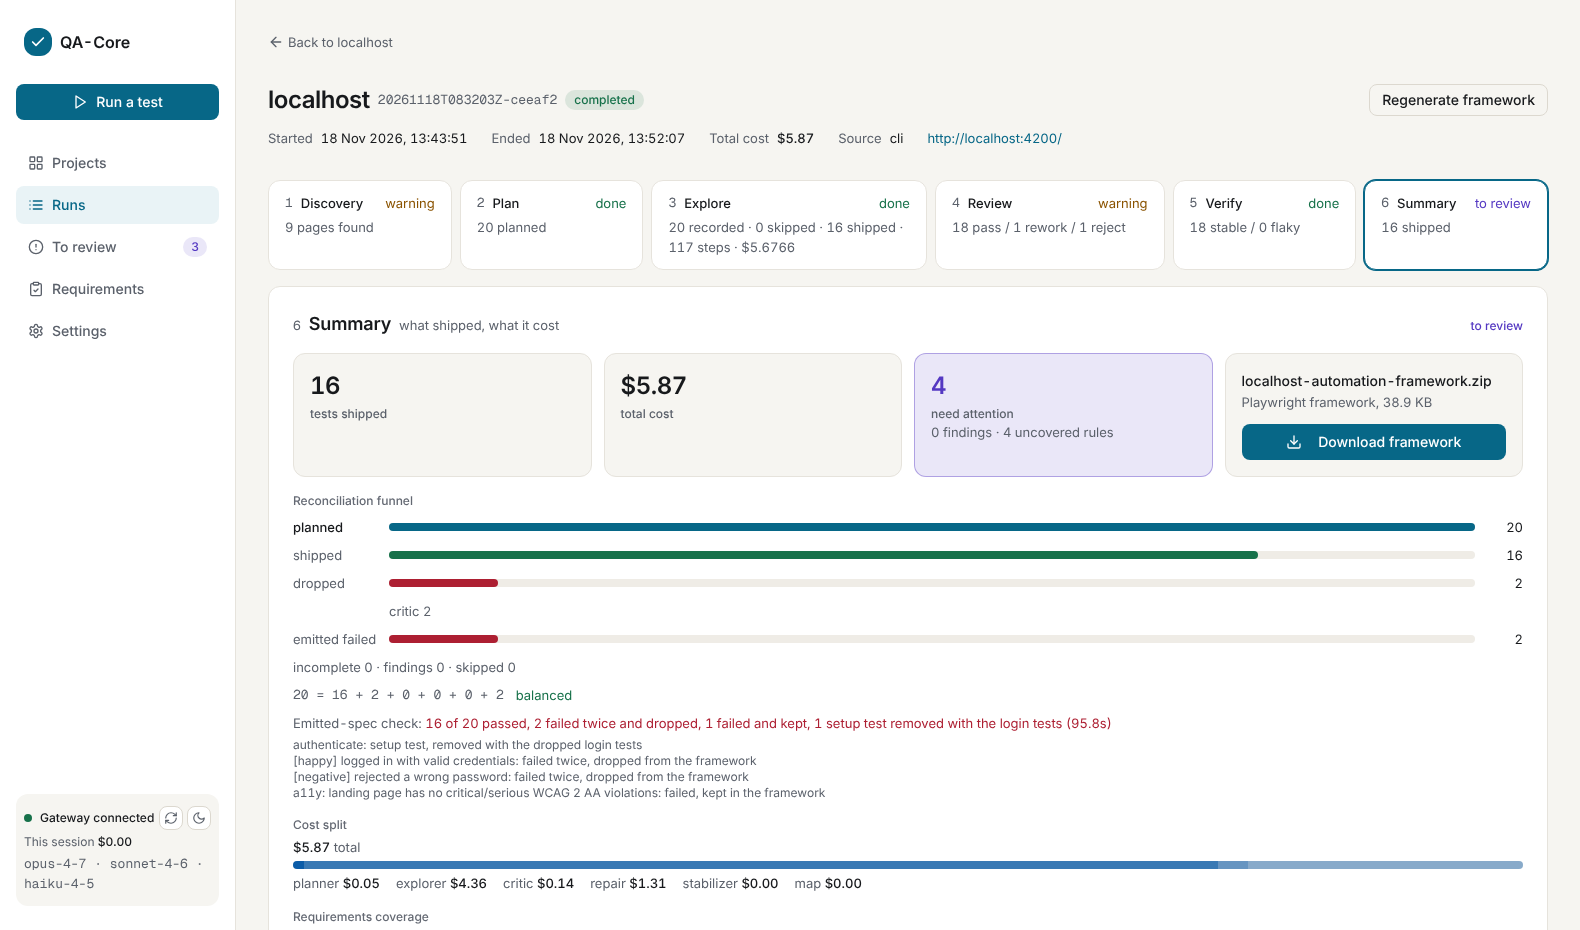 QA-Core
Run a test
Projects
Runs
To review 3
Requirements
Settings
Gateway connected
This session $0.00
opus-4-7 · sonnet-4-6 ·
haiku-4-5
Back to localhost
localhost 20261118T083203Z-ceeaf2 completed
Regenerate framework
Started 18 Nov 2026, 13:43:51 Ended 18 Nov 2026, 13:52:07 Total cost $5.87 Source cli http://localhost:4200/
1 Discovery warning
9 pages found
2 Plan done
20 planned
3 Explore done
20 recorded · 0 skipped · 16 shipped ·
117 steps · $5.6766
4 Review warning
18 pass / 1 rework / 1 reject
5 Verify done
18 stable / 0 flaky
6 Summary to review
16 shipped
6 Summary what shipped, what it cost to review
16
tests shipped
$5.87
total cost
4
need attention
0 findings · 4 uncovered rules
localhost-automation-framework.zip
Playwright framework, 38.9 KB
Download framework
Reconciliation funnel
planned 20
shipped 16
dropped 2
critic 2
emitted failed 2
incomplete 0 · findings 0 · skipped 0
20 = 16 + 2 + 0 + 0 + 0 + 2 balanced
Emitted-spec check: 16 of 20 passed, 2 failed twice and dropped, 1 failed and kept, 1 setup test removed with the login tests (95.8s)
authenticate: setup test, removed with the dropped login tests
[happy] logged in with valid credentials: failed twice, dropped from the framework
[negative] rejected a wrong password: failed twice, dropped from the framework
a11y: landing page has no critical/serious WCAG 2 AA violations: failed, kept in the framework
Cost split
$5.87 total
planner $0.05 explorer $4.36 critic $0.14 repair $1.31 stabilizer $0.00 map $0.00
Requirements coverage